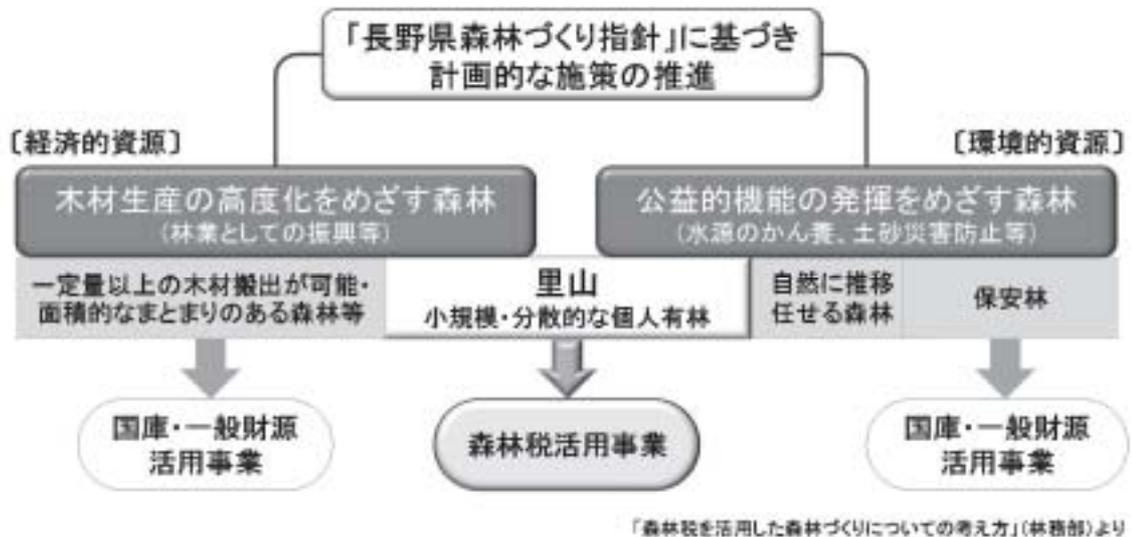 「長野県森林づくり指針」に基づき
計画的な施策の推進
〔経済的資源〕
〔環境的資源〕
木材生産の高度化をめざす森林
(林業としての振興等)
公益的機能の発揮をめざす森林
(水源のかん養、土砂災害防止等)
一定量以上の木材搬出が可能・
面積的なまとまりのある森林等
里山
小規模・分散的な個人有林
自然に推移
任せる森林
保安林
国庫・一般財源
活用事業
森林税活用事業
国庫・一般財源
活用事業
「森林税を活用した森林づくりについての考え方」(林務部)より